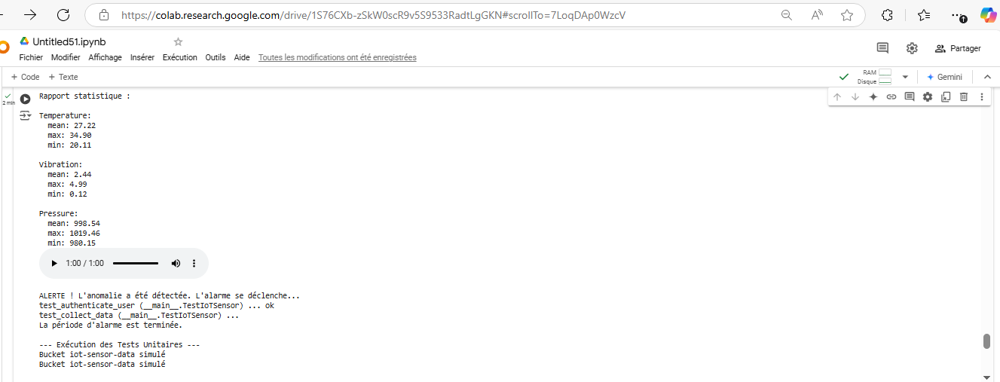 https://colab.research.google.com/drive/1S76CXb-zSkW0scR9v5S9533RadtLgGKN#scrollTo=7LoqDAp0WzcV
Untitled51.ipynb
Fichier Modifier Affichage Insérer Exécution Outils Aide Toutes les modifications ont été enregistrées
Partager
+ Code + Texte
RAM
Disque
Gemini
2 min
Rapport statistique :
Temperature:
mean: 27.22
max: 34.90
min: 20.11
Vibration:
mean: 2.44
max: 4.99
min: 0.12
Pressure:
mean: 998.54
max: 1019.46
min: 980.15
1:00 / 1:00
ALERTE ! L'anomalie a été détectée. L'alarme se déclenche...
test_authenticate_user (__main__.TestIoTSensor) ... ok
test_collect_data (__main__.TestIoTSensor) ...
La période d'alarme est terminée.
--- Exécution des Tests Unitaires ---
Bucket iot-sensor-data simulé
Bucket iot-sensor-data simulé